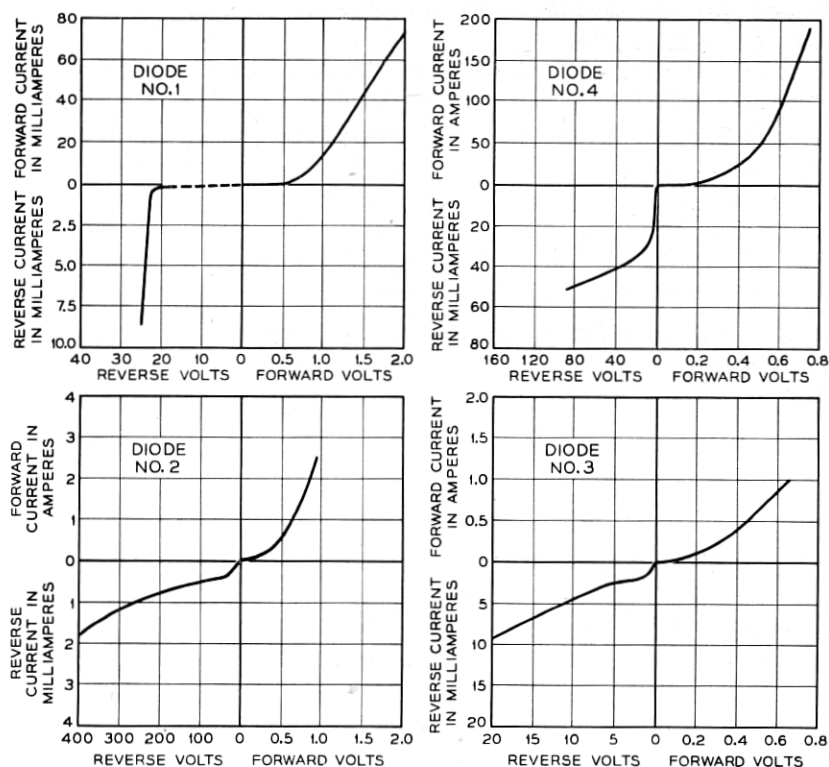 FORWARD CURRENT
IN MILLIAMPERES
REVERSE CURRENT
IN MILLIAMPERES
80
60
40
20
0
2.5
5.0
7.5
10.0
DIODE
NO.1
40 30 20 10 0 0.5 1.0 1.5 2.0
REVERSE VOLTS FORWARD VOLTS
FORWARD CURRENT
IN AMPERES
REVERSE CURRENT
IN MILLIAMPERES
200
150
100
50
0
20
40
60
80
DIODE
NO.4
160 120 80 40 0 0.2 0.4 0.6 0.8
REVERSE VOLTS FORWARD VOLTS
FORWARD
CURRENT IN
AMPERES
REVERSE
CURRENT IN
MILLIAMPERES
4
3
2
1
0
1
2
3
4
DIODE
NO.2
400 300 200 100 0 0.5 1.0 1.5 2.0
REVERSE VOLTS FORWARD VOLTS
FORWARD CURRENT
IN AMPERES
REVERSE CURRENT
IN MILLIAMPERES
2.0
1.5
1.0
0.5
0
5
10
15
20
DIODE
NO.3
20 15 10 5 0 0.2 0.4 0.6 0.8
REVERSE VOLTS FORWARD VOLTS